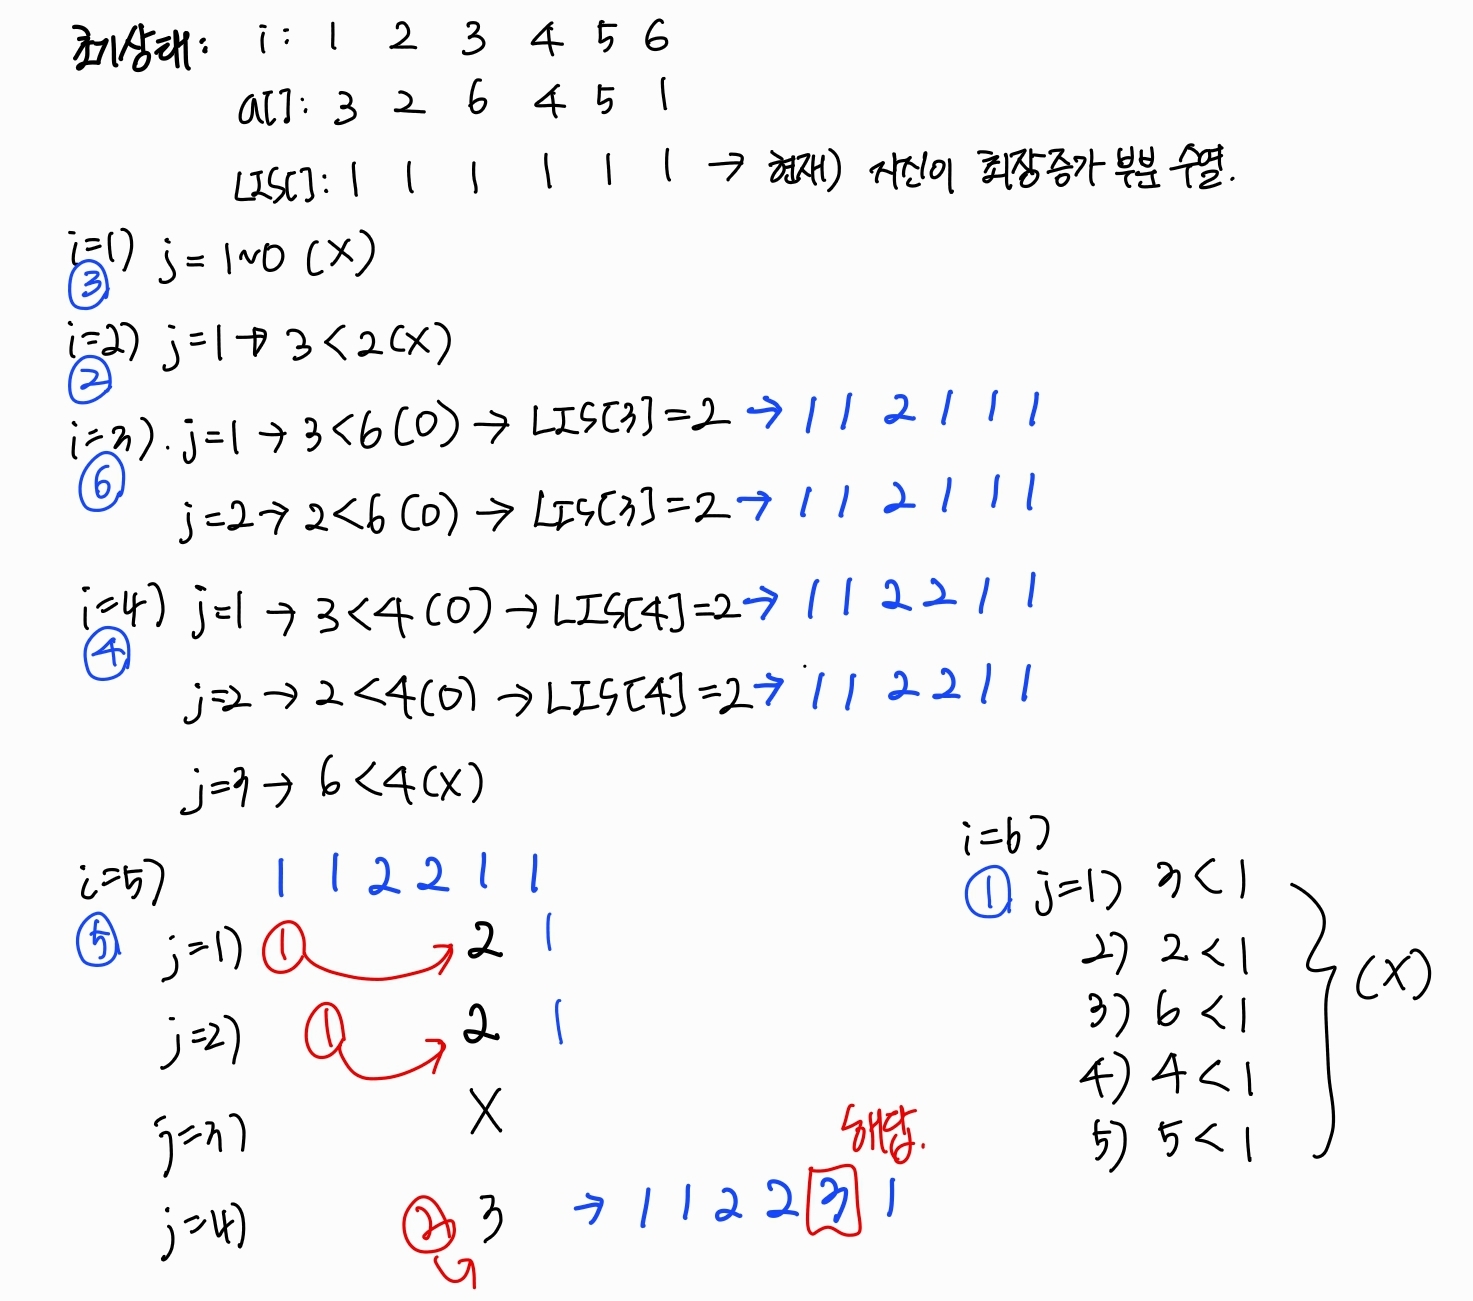 초기상태: i: 1 2 3 4 5 6
a[]: 3 2 6 4 5 1
LIS[]: 1 1 1 1 1 1 → 현재) 자신이 최장증가 부분 수열.
i=1) j = 1~0 (X)
③
i=2) j=1 → 3<2(X)
②
i=3). j=1 → 3<6(O) → LIS[3]=2 → 1 1 2 1 1 1
⑥
j=2 → 2<6(O) → LIS[3]=2 → 1 1 2 1 1 1
i=4) j=1 → 3<4(O) → LIS[4]=2 → 1 1 2 2 1 1
④
j=2 → 2<4(O) → LIS[4]=2 → 1 1 2 2 1 1
j=3 → 6<4(X)
i=5) 1 1 2 2 1 1
⑤
j=1) ① 2 1
j=2) ① 2 1
j=3) X
j=4) ② 3 → 1 1 2 2 3 1
해답.
i=6)
① j=1) 3<1
2) 2<1
3) 6<1
4) 4<1
5) 5<1
(X)